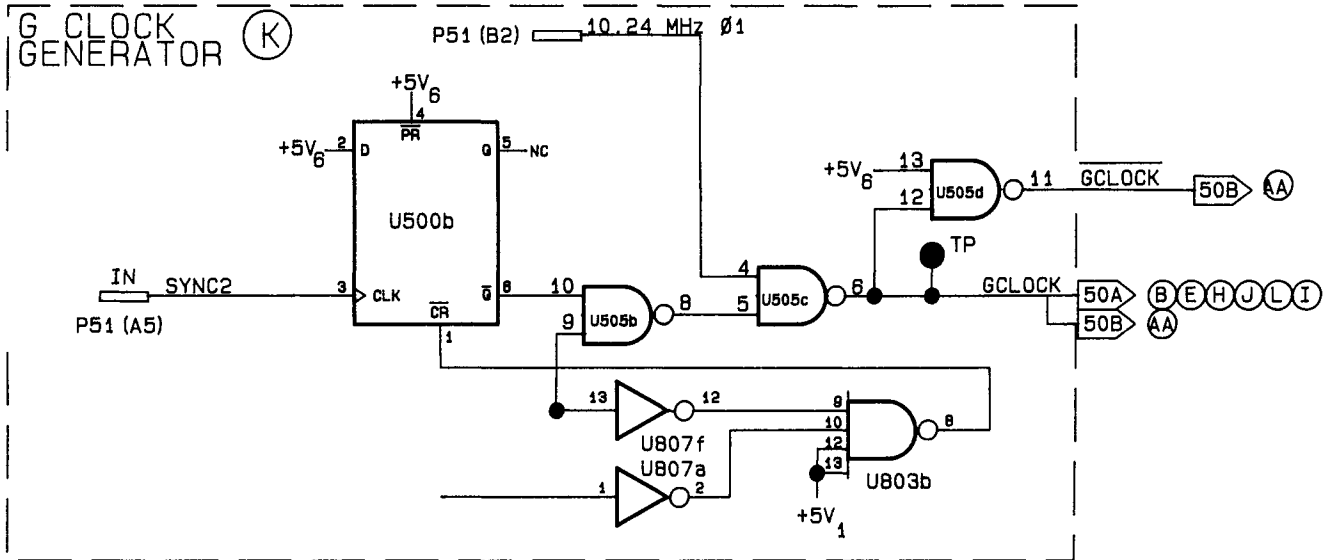 G CLOCK
GENERATOR K
P51 (B2) 10.24 MHz Ø1
+5V6
4
PR
+5V6 2 D Q 5 NC
U500b
IN
SYNC2 3 CLK
P51 (A5)
Q 6
CR
1
10
9
U505b 8
4
5
U505c 6
+5V6 13
12
U505d 11 GCLOCK 50B AA
TP
GCLOCK 50A B E H J L I
50B AA
13 12
U807f
U807a
1 2
9
10
12
13
8
U803b
+5V1